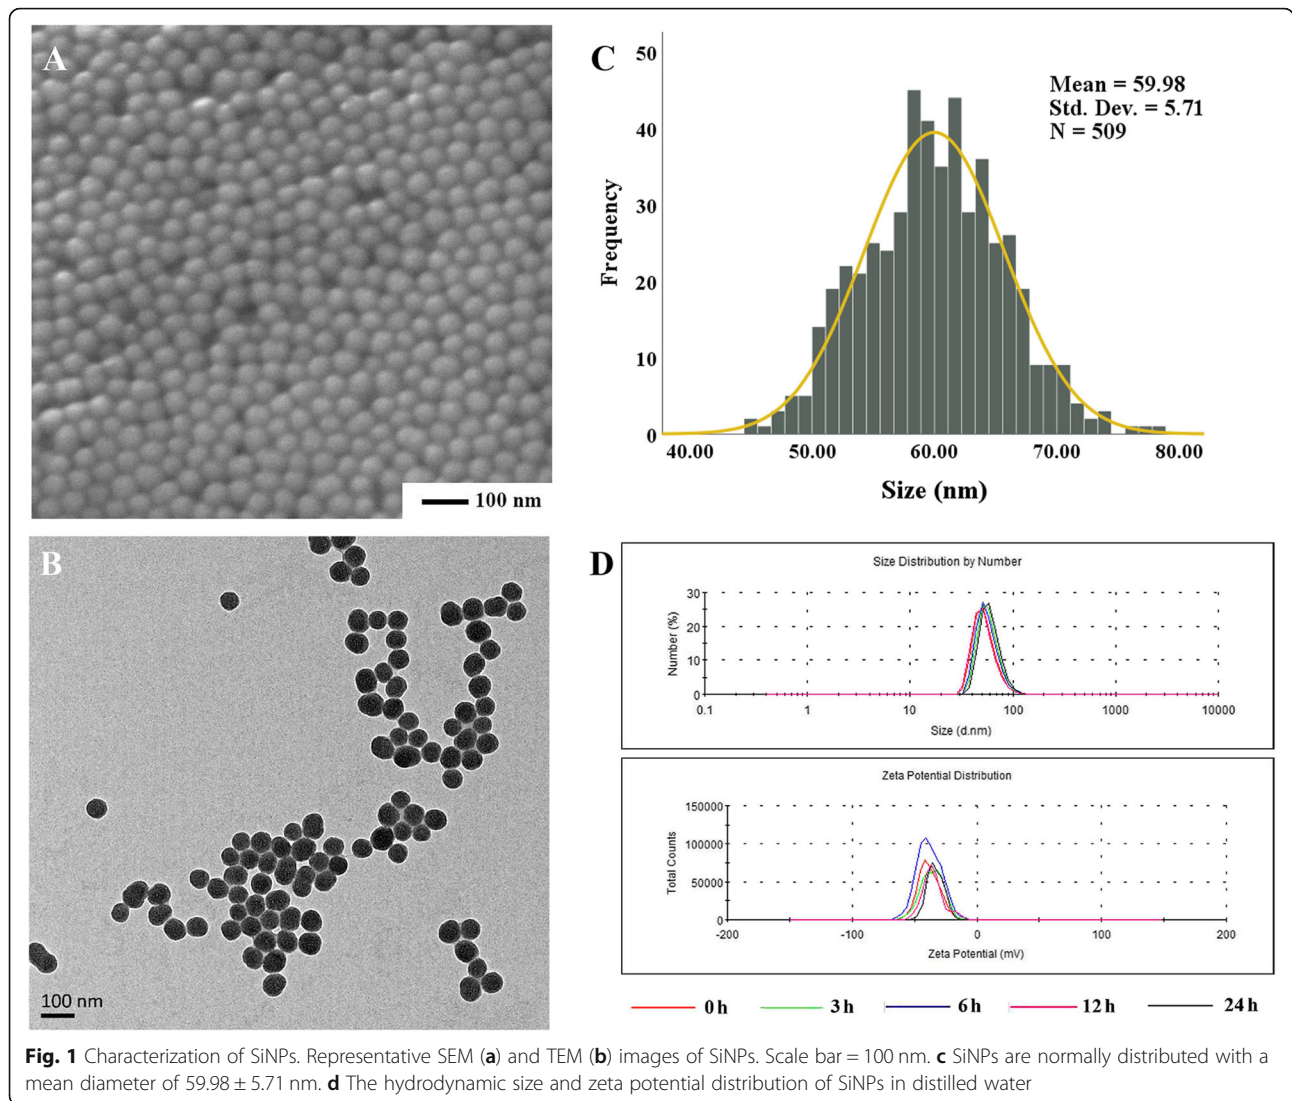 A
100 nm
B
100 nm
C
50
40
30
20
10
0
Frequency
Mean = 59.98
Std. Dev. = 5.71
N = 509
40.00 50.00 60.00 70.00 80.00
Size (nm)
D
Size Distribution by Number
30
20
10
0
Number (%)
0.1 1 10 100 1000 10000
Size (d.nm)
Zeta Potential Distribution
150000
100000
50000
0
Total Counts
-200 -100 0 100 200
Zeta Potential (mV)
0 h 3 h 6 h 12 h 24 h
Fig. 1 Characterization of SiNPs. Representative SEM (a) and TEM (b) images of SiNPs. Scale bar = 100 nm. c SiNPs are normally distributed with a
mean diameter of 59.98 ± 5.71 nm. d The hydrodynamic size and zeta potential distribution of SiNPs in distilled water